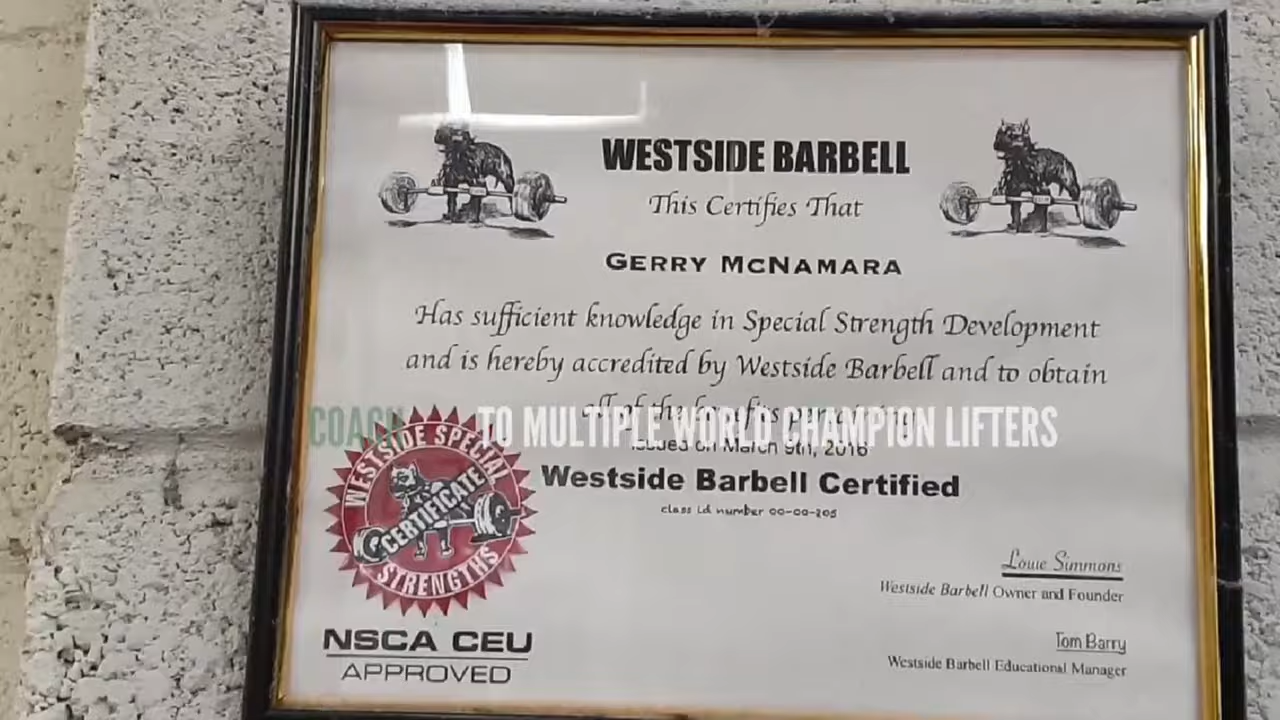 WESTSIDE BARBELL
This Certifies That
GERRY MCNAMARA
Has sufficient knowledge in Special Strength Development
and is hereby accredited by Westside Barbell and to obtain
all of the benefits pertaining
COACH TO MULTIPLE WORLD CHAMPION LIFTERS
Issued on March 9th, 2016
Westside Barbell Certified
class id number 00-00-205
WESTSIDE SPECIAL
CERTIFICATE
STRENGTHS
NSCA CEU
APPROVED
Louie Simmons
Westside Barbell Owner and Founder
Tom Barry
Westside Barbell Educational Manager